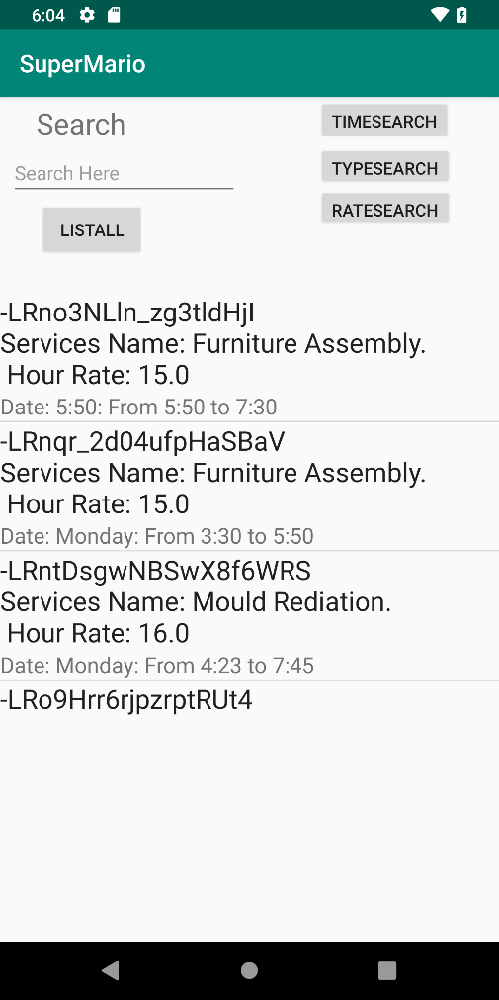 6:04
SuperMario
Search
TIMESEARCH
Search Here
TYPESEARCH
RATESEARCH
LISTALL
-LRno3NLln_zg3tldHjI
Services Name: Furniture Assembly.
Hour Rate: 15.0
Date: 5:50: From 5:50 to 7:30
-LRnqr_2d04ufpHaSBaV
Services Name: Furniture Assembly.
Hour Rate: 15.0
Date: Monday: From 3:30 to 5:50
-LRntDsgwNBSwX8f6WRS
Services Name: Mould Rediation.
Hour Rate: 16.0
Date: Monday: From 4:23 to 7:45
-LRo9Hrr6rjpzrptRUt4